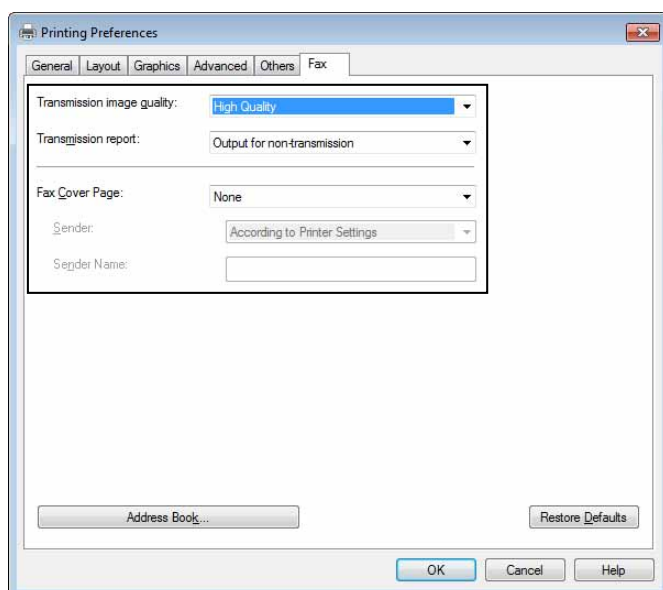 Printing Preferences
General Layout Graphics Advanced Others Fax
Transmission image quality: High Quality
Transmission report: Output for non-transmission
Fax Cover Page: None
Sender: According to Printer Settings
Sender Name:
Address Book... Restore Defaults
OK Cancel Help